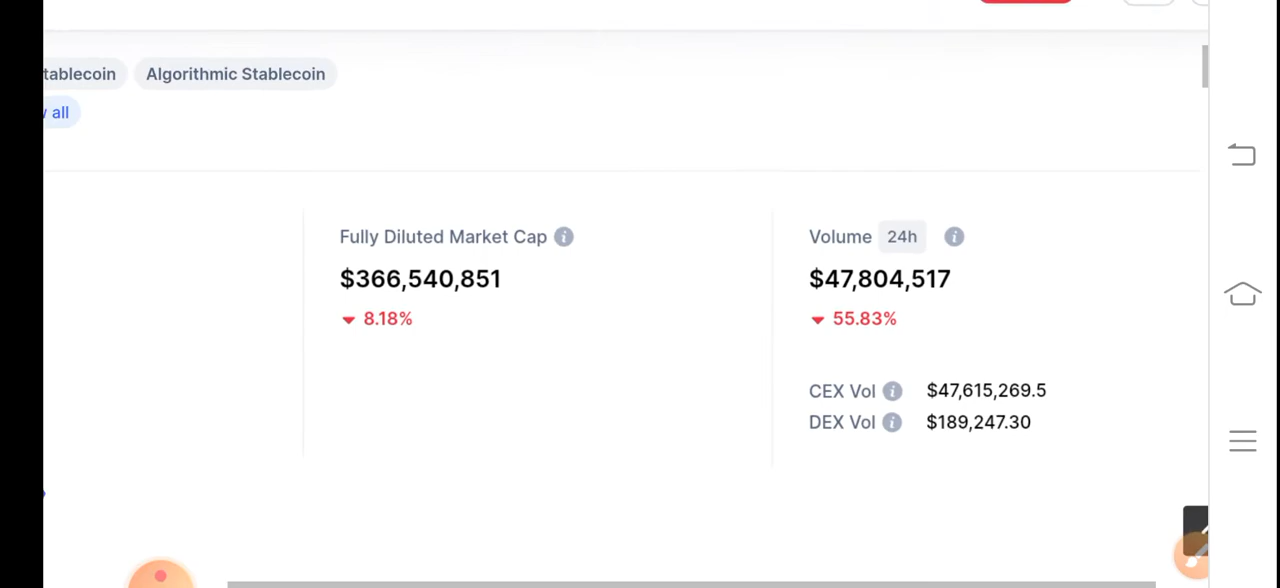 tablecoin Algorithmic Stablecoin
all
Fully Diluted Market Cap
$366,540,851
8.18%
Volume 24h
$47,804,517
55.83%
CEX Vol $47,615,269.5
DEX Vol $189,247.30